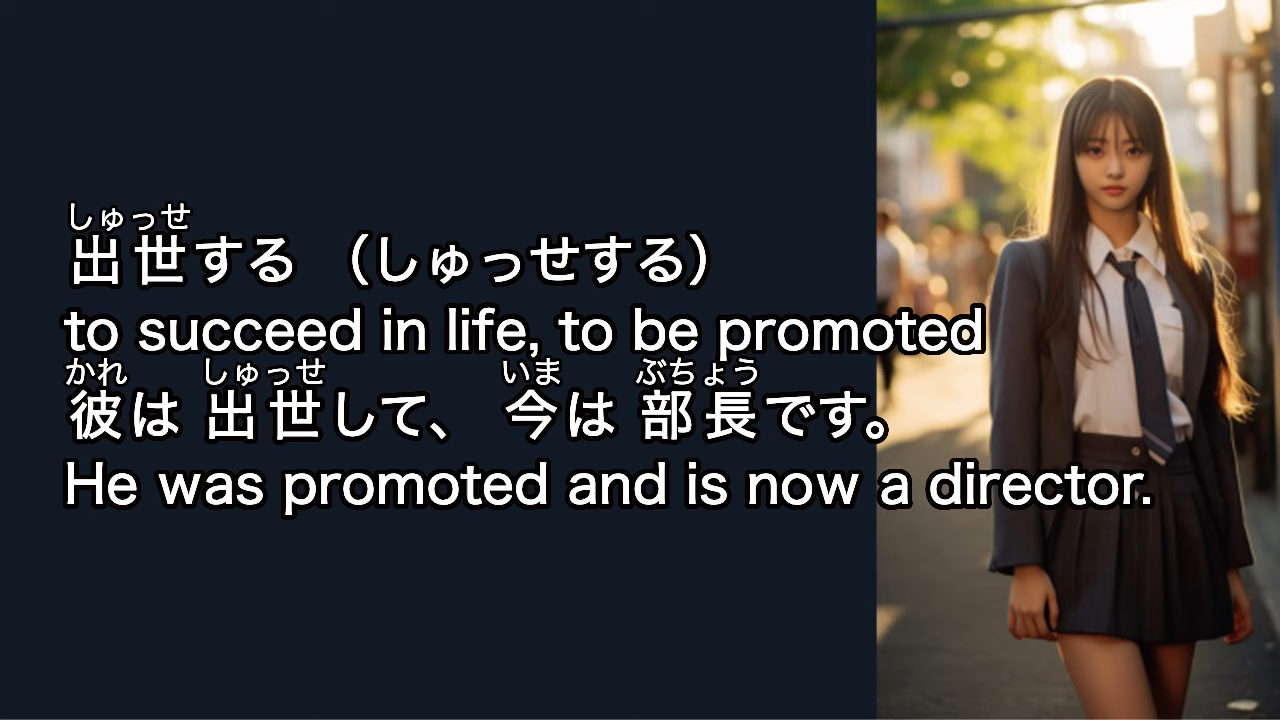 しゅっせ
出世する （しゅっせする）
to succeed in life, to be promoted
かれ しゅっせ いま ぶちょう
彼は 出世して、 今は 部長です。
He was promoted and is now a director.